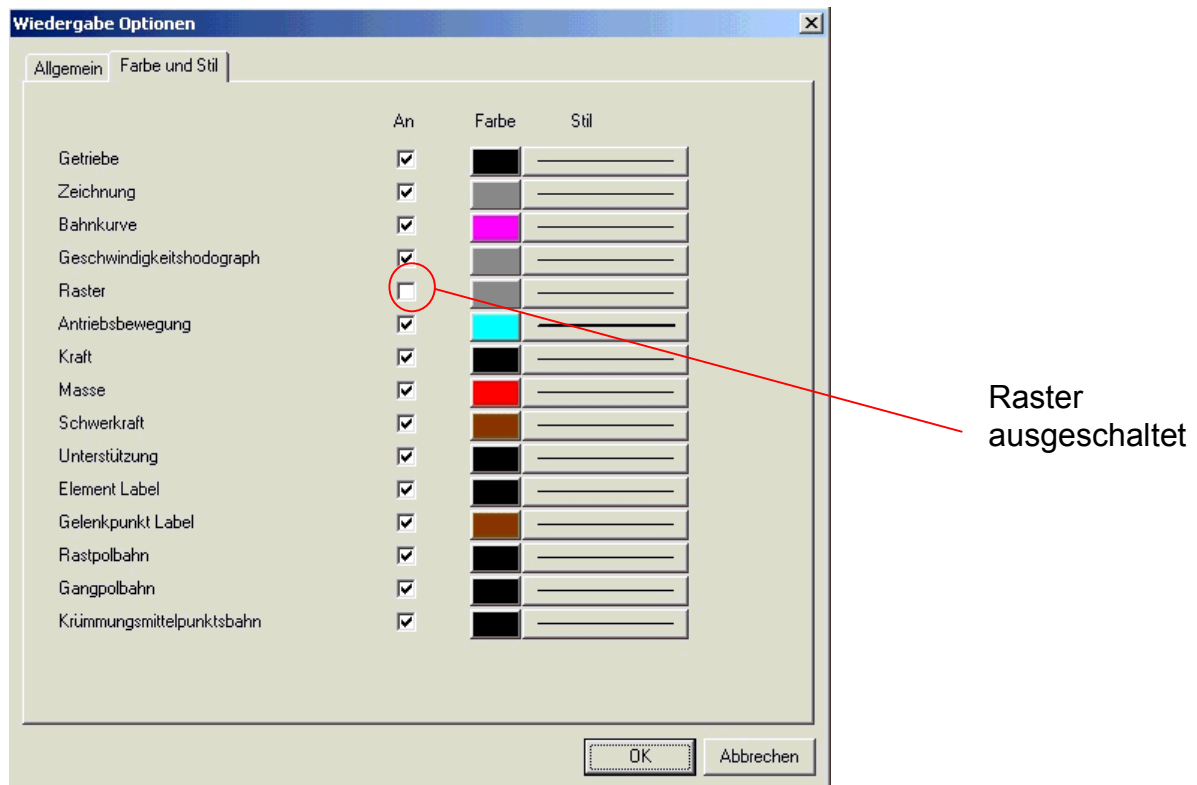 Wiedergabe Optionen
Allgemein Farbe und Stil
An Farbe Stil
Getriebe
Zeichnung
Bahnkurve
Geschwindigkeitshodograph
Raster
Antriebsbewegung
Kraft
Masse
Schwerkraft
Unterstützung
Element Label
Gelenkpunkt Label
Rastpolbahn
Gangpolbahn
Krümmungsmittelpunktsbahn
Raster
ausgeschaltet
OK Abbrechen